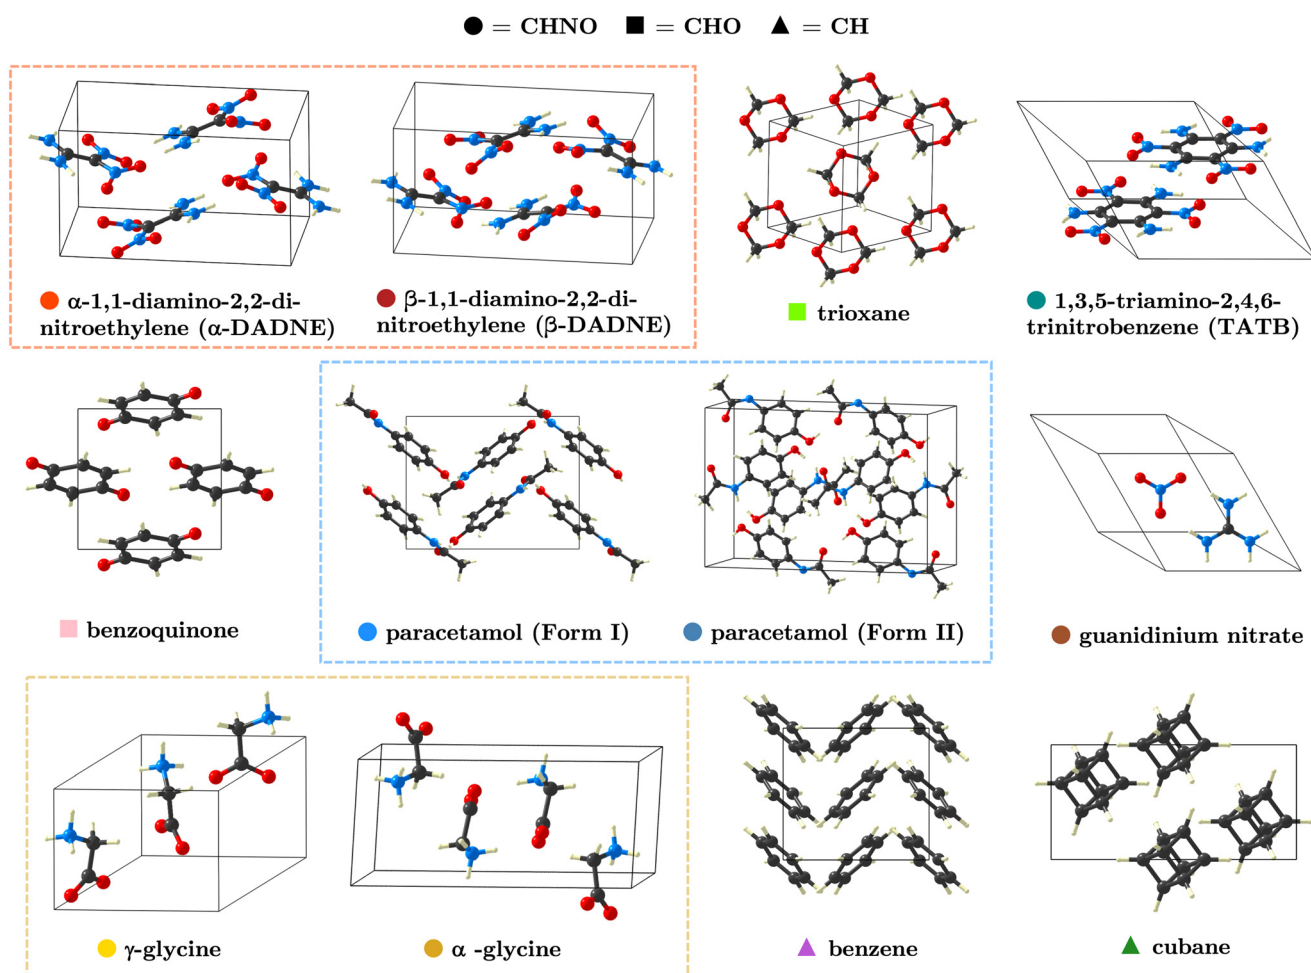 ● = CHNO ■ = CHO ▲ = CH
α-1,1-diamino-2,2-di-
nitroethylene (α-DADNE)
β-1,1-diamino-2,2-di-
nitroethylene (β-DADNE)
trioxane
1,3,5-triamino-2,4,6-
trinitrobenzene (TATB)
benzoquinone
paracetamol (Form I)
paracetamol (Form II)
guanidinium nitrate
γ-glycine
α -glycine
benzene
cubane